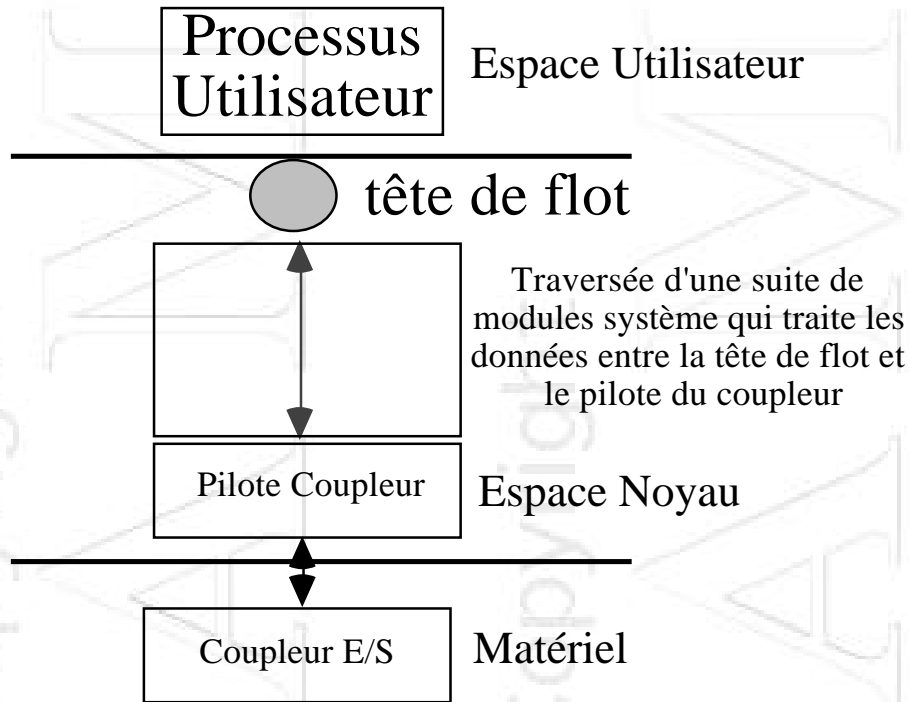 Processus
Utilisateur
Espace Utilisateur
tête de flot
Traversée d'une suite de
modules système qui traite les
données entre la tête de flot et
le pilote du coupleur
Pilote Coupleur
Espace Noyau
Coupleur E/S
Matériel